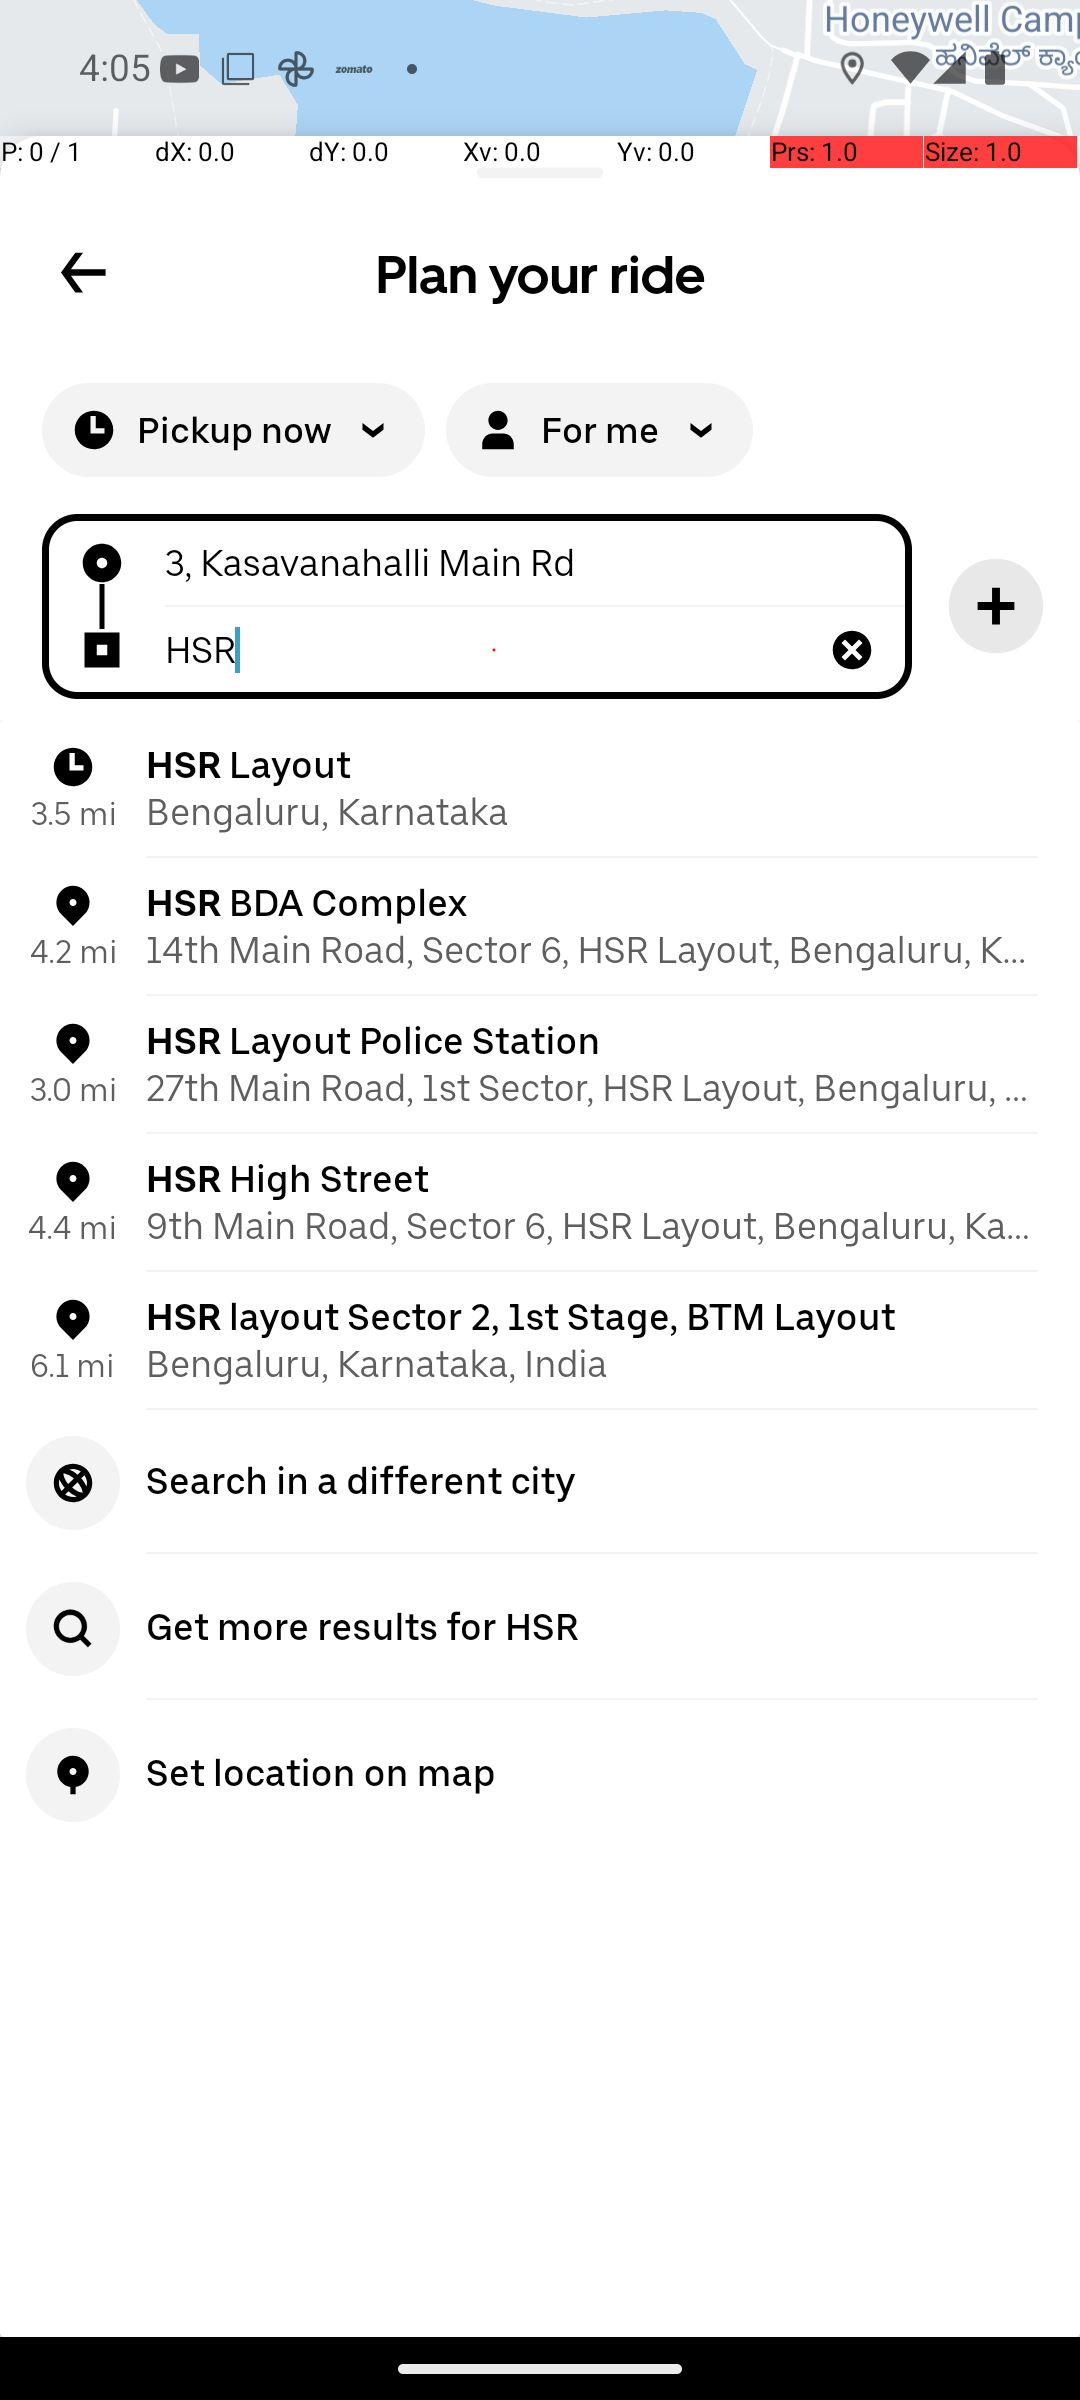 Honeywell Camp
ಹನಿವೆಲ್ ಕ್ಯಾ
4:05
zomato
P: 0 / 1 dX: 0.0 dY: 0.0 Xv: 0.0 Yv: 0.0 Prs: 1.0 Size: 1.0
Plan your ride
Pickup now For me
3, Kasavanahalli Main Rd
HSR
HSR Layout
3.5 mi Bengaluru, Karnataka
HSR BDA Complex
4.2 mi 14th Main Road, Sector 6, HSR Layout, Bengaluru, K...
HSR Layout Police Station
3.0 mi 27th Main Road, 1st Sector, HSR Layout, Bengaluru, ...
HSR High Street
4.4 mi 9th Main Road, Sector 6, HSR Layout, Bengaluru, Ka...
HSR layout Sector 2, 1st Stage, BTM Layout
6.1 mi Bengaluru, Karnataka, India
Search in a different city
Get more results for HSR
Set location on map